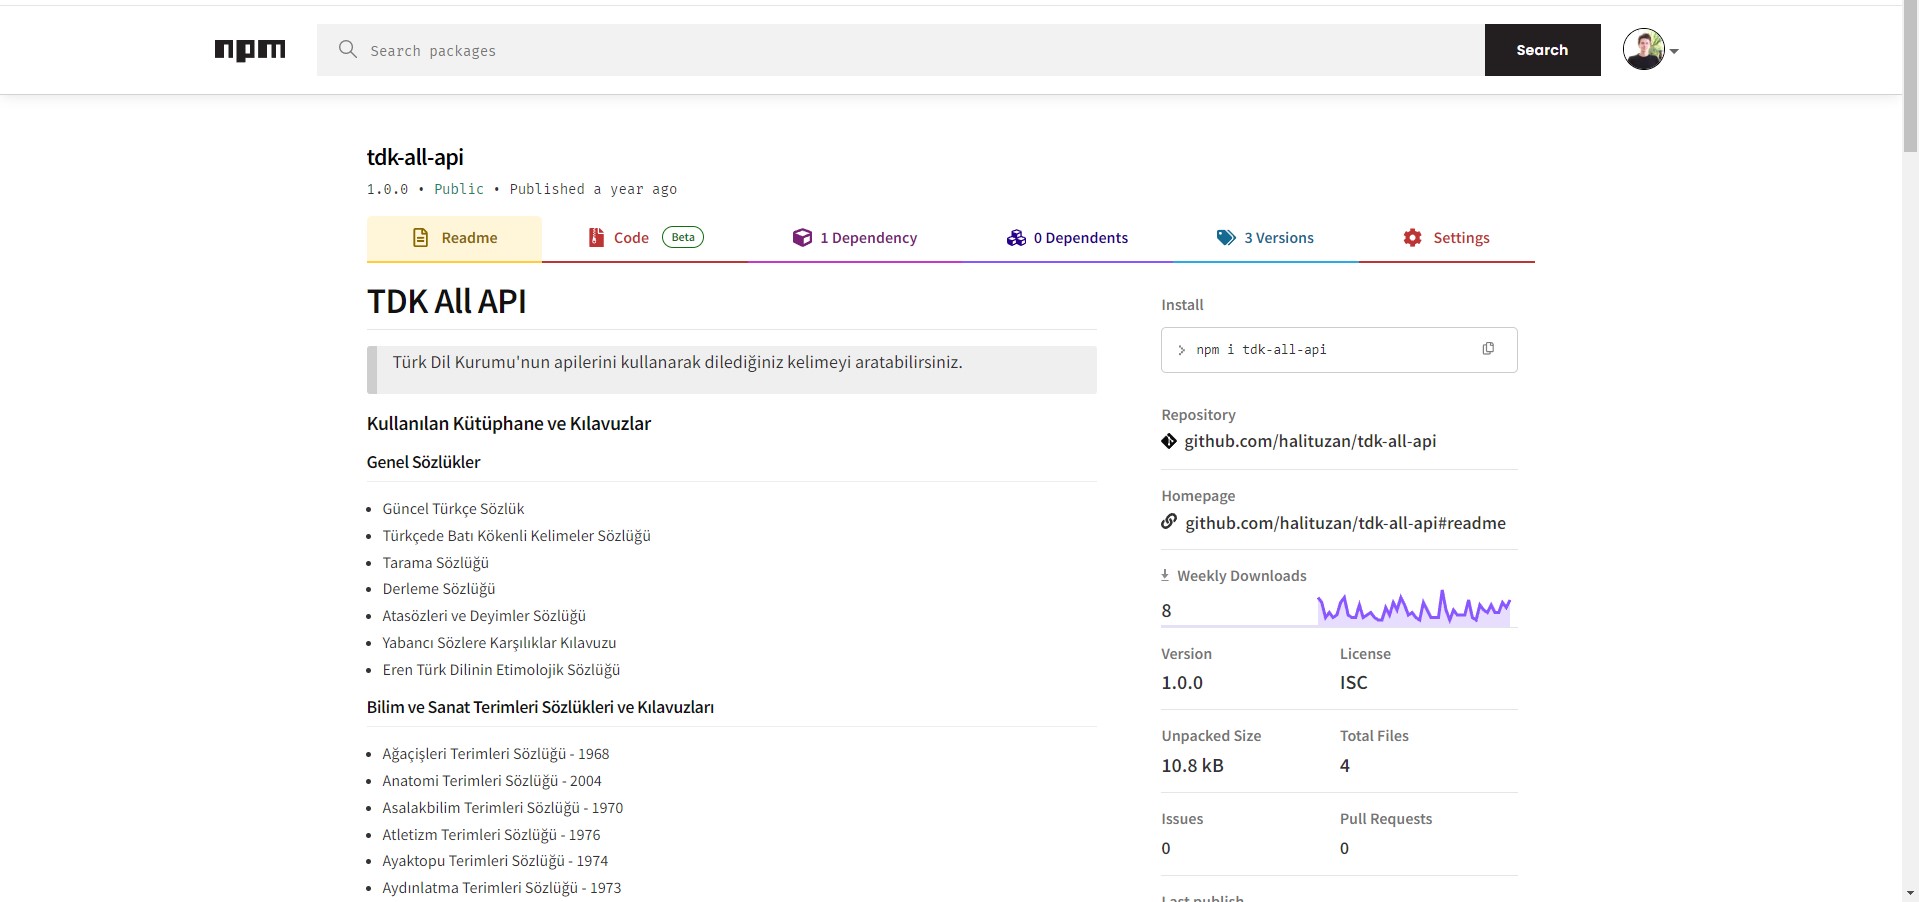 npm
Search packages
Search
tdk-all-api
1.0.0 • Public • Published a year ago
Readme
Code Beta
1 Dependency
0 Dependents
3 Versions
Settings
TDK All API
Türk Dil Kurumu'nun apilerini kullanarak dilediğiniz kelimeyi aratabilirsiniz.
Kullanılan Kütüphane ve Kılavuzlar
Genel Sözlükler
• Güncel Türkçe Sözlük
• Türkçede Batı Kökenli Kelimeler Sözlüğü
• Tarama Sözlüğü
• Derleme Sözlüğü
• Atasözleri ve Deyimler Sözlüğü
• Yabancı Sözlere Karşılıklar Kılavuzu
• Eren Türk Dilinin Etimolojik Sözlüğü
Bilim ve Sanat Terimleri Sözlükleri ve Kılavuzları
• Ağaçişleri Terimleri Sözlüğü - 1968
• Anatomi Terimleri Sözlüğü - 2004
• Asalakbilim Terimleri Sözlüğü - 1970
• Atletizm Terimleri Sözlüğü - 1976
• Ayaktopu Terimleri Sözlüğü - 1974
• Aydınlatma Terimleri Sözlüğü - 1973
Install
> npm i tdk-all-api
Repository
github.com/halituzan/tdk-all-api
Homepage
github.com/halituzan/tdk-all-api#readme
Weekly Downloads
8
Version
1.0.0
License
ISC
Unpacked Size
10.8 kB
Total Files
4
Issues
0
Pull Requests
0
Last publish